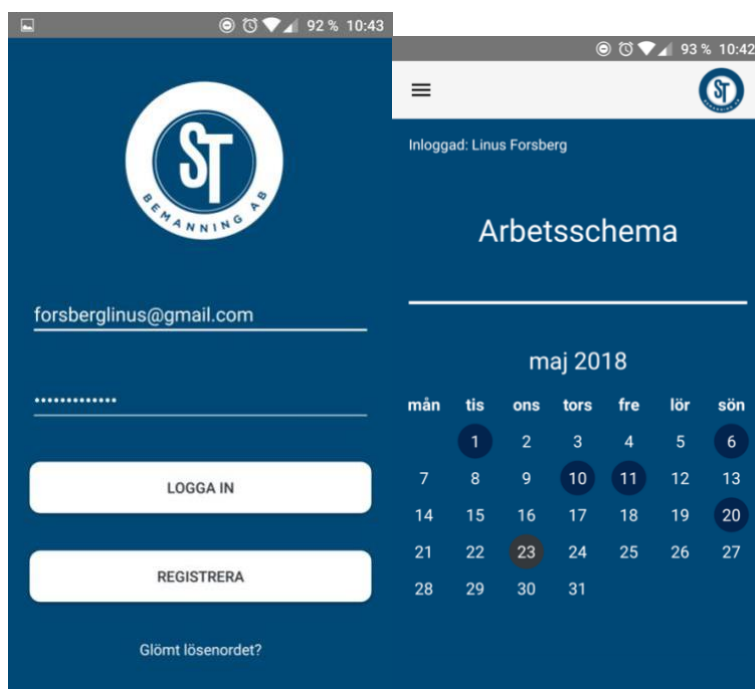 92 % 10:43
ST
BEMANNING AB
forsberglinus@gmail.com
•••••••••••••
LOGGA IN
REGISTRERA
Glömt lösenordet?
93 % 10:42
ST
Inloggad: Linus Forsberg
Arbetsschema
maj 2018
mån tis ons tors fre lör sön
1 2 3 4 5 6
7 8 9 10 11 12 13
14 15 16 17 18 19 20
21 22 23 24 25 26 27
28 29 30 31